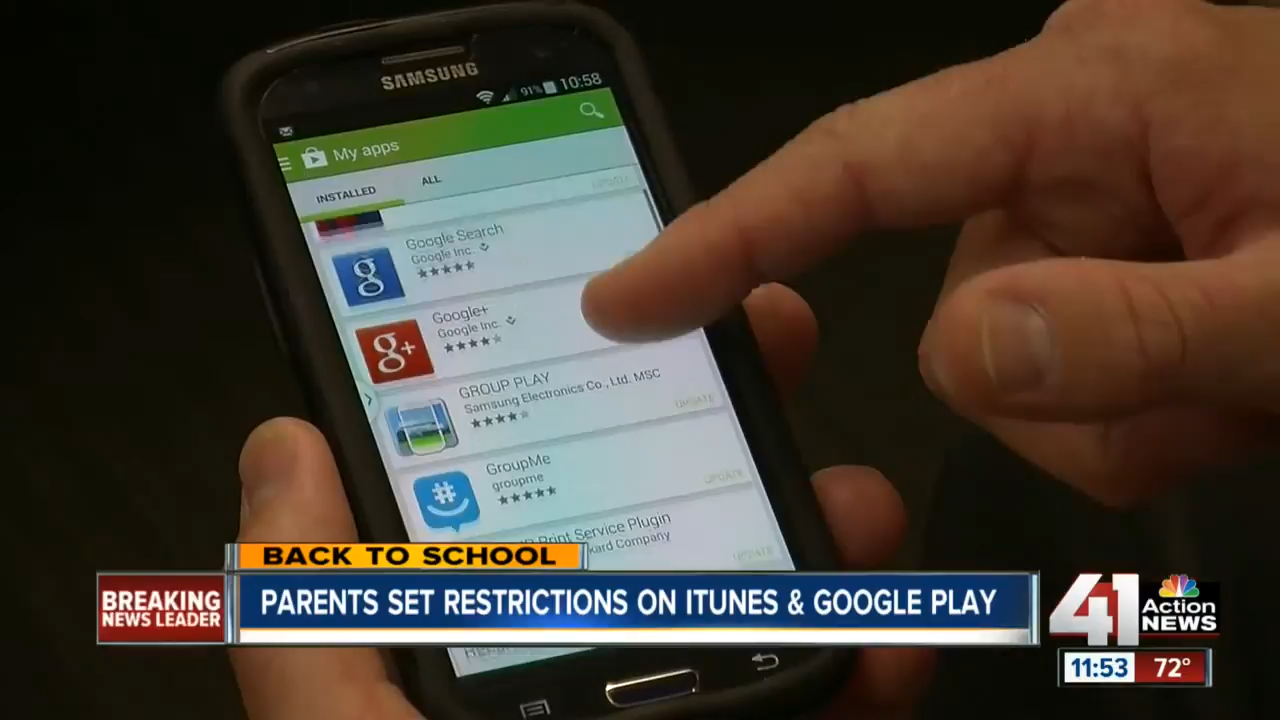 SAMSUNG
91% 10:58
My apps
INSTALLED
ALL
UPDATE
Google Search
Google Inc.
g
Google+
Google Inc.
g+
GROUP PLAY
Samsung Electronics Co., Ltd. MSC
UPDATE
GroupMe
groupme
#
UPDATE
Print Service Plugin
kard Company
UPDATE
BACK TO SCHOOL
BREAKING
NEWS LEADER
PARENTS SET RESTRICTIONS ON ITUNES & GOOGLE PLAY
41
Action
NEWS
11:53 72°